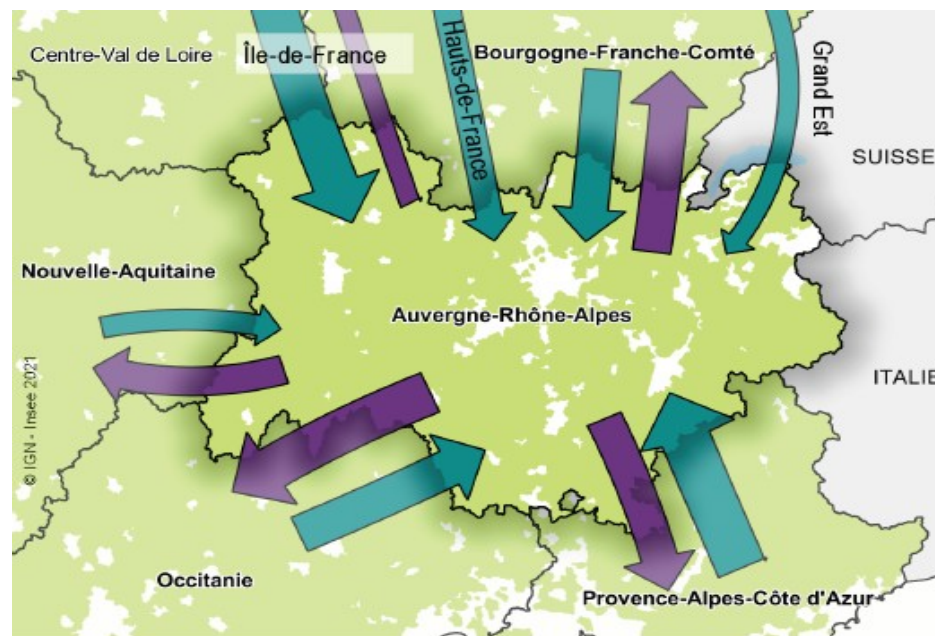 Centre-Val de Loire
Île-de-France
Hauts-de-France
Bourgogne-Franche-Comté
Grand Est
SUISSE
Nouvelle-Aquitaine
Auvergne-Rhône-Alpes
ITALIE
© IGN - Insee 2021
Occitanie
Provence-Alpes-Côte d'Azur